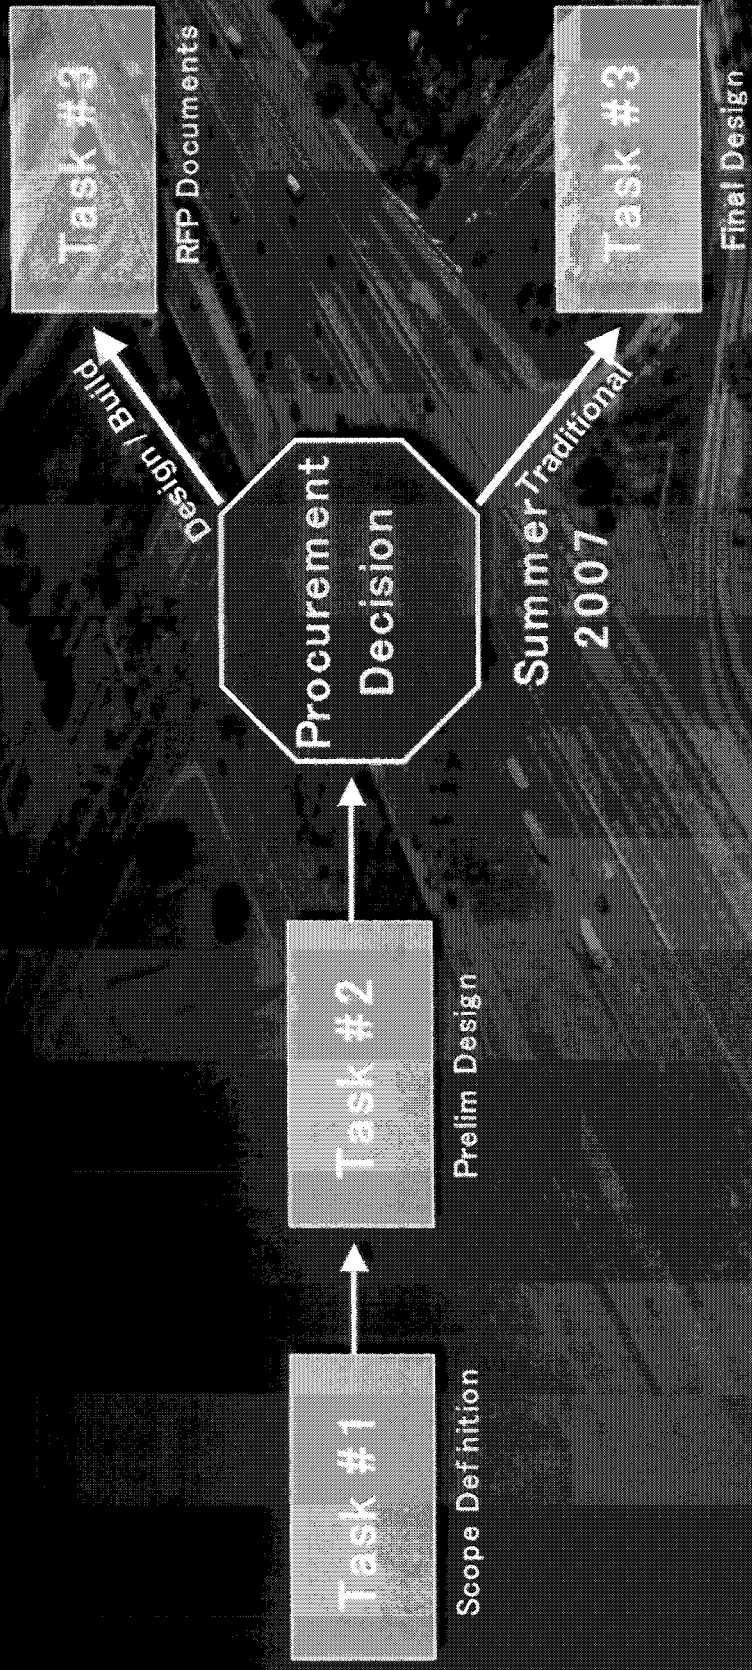 Task #1
Scope Definition
Task #2
Prelim Design
Procurement
Decision
Summer
2007
Design / Build
Task #3
RFP Documents
Traditional
Task #3
Final Design